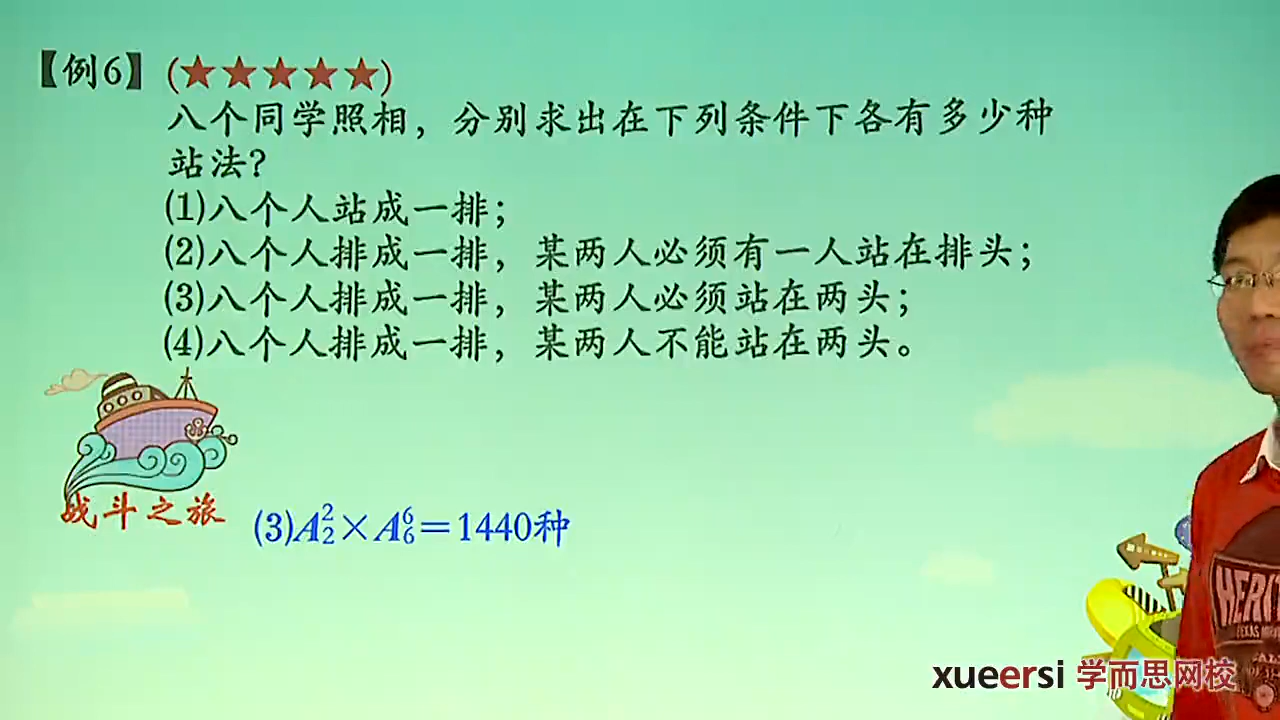 【例6】(★★★★★)
八个同学照相，分别求出在下列条件下各有多少种
站法？
(1)八个人站成一排；
(2)八个人排成一排，某两人必须有一人站在排头；
(3)八个人排成一排，某两人必须站在两头；
(4)八个人排成一排，某两人不能站在两头。
战斗之旅
(3)A₂²×A₆⁶=1440种
HERIT
xueersi 学而思网校